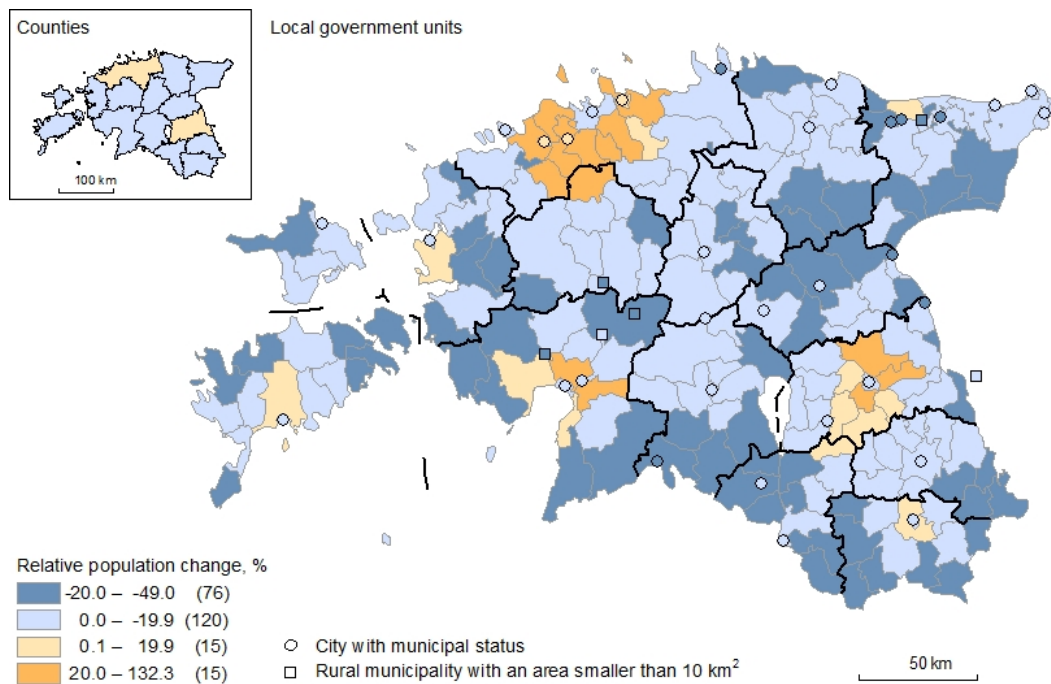 Counties
100 km
Local government units
Relative population change, %
-20.0 – -49.0 (76)
0.0 – -19.9 (120)
0.1 – 19.9 (15)
20.0 – 132.3 (15)
City with municipal status
Rural municipality with an area smaller than 10 km²
50 km